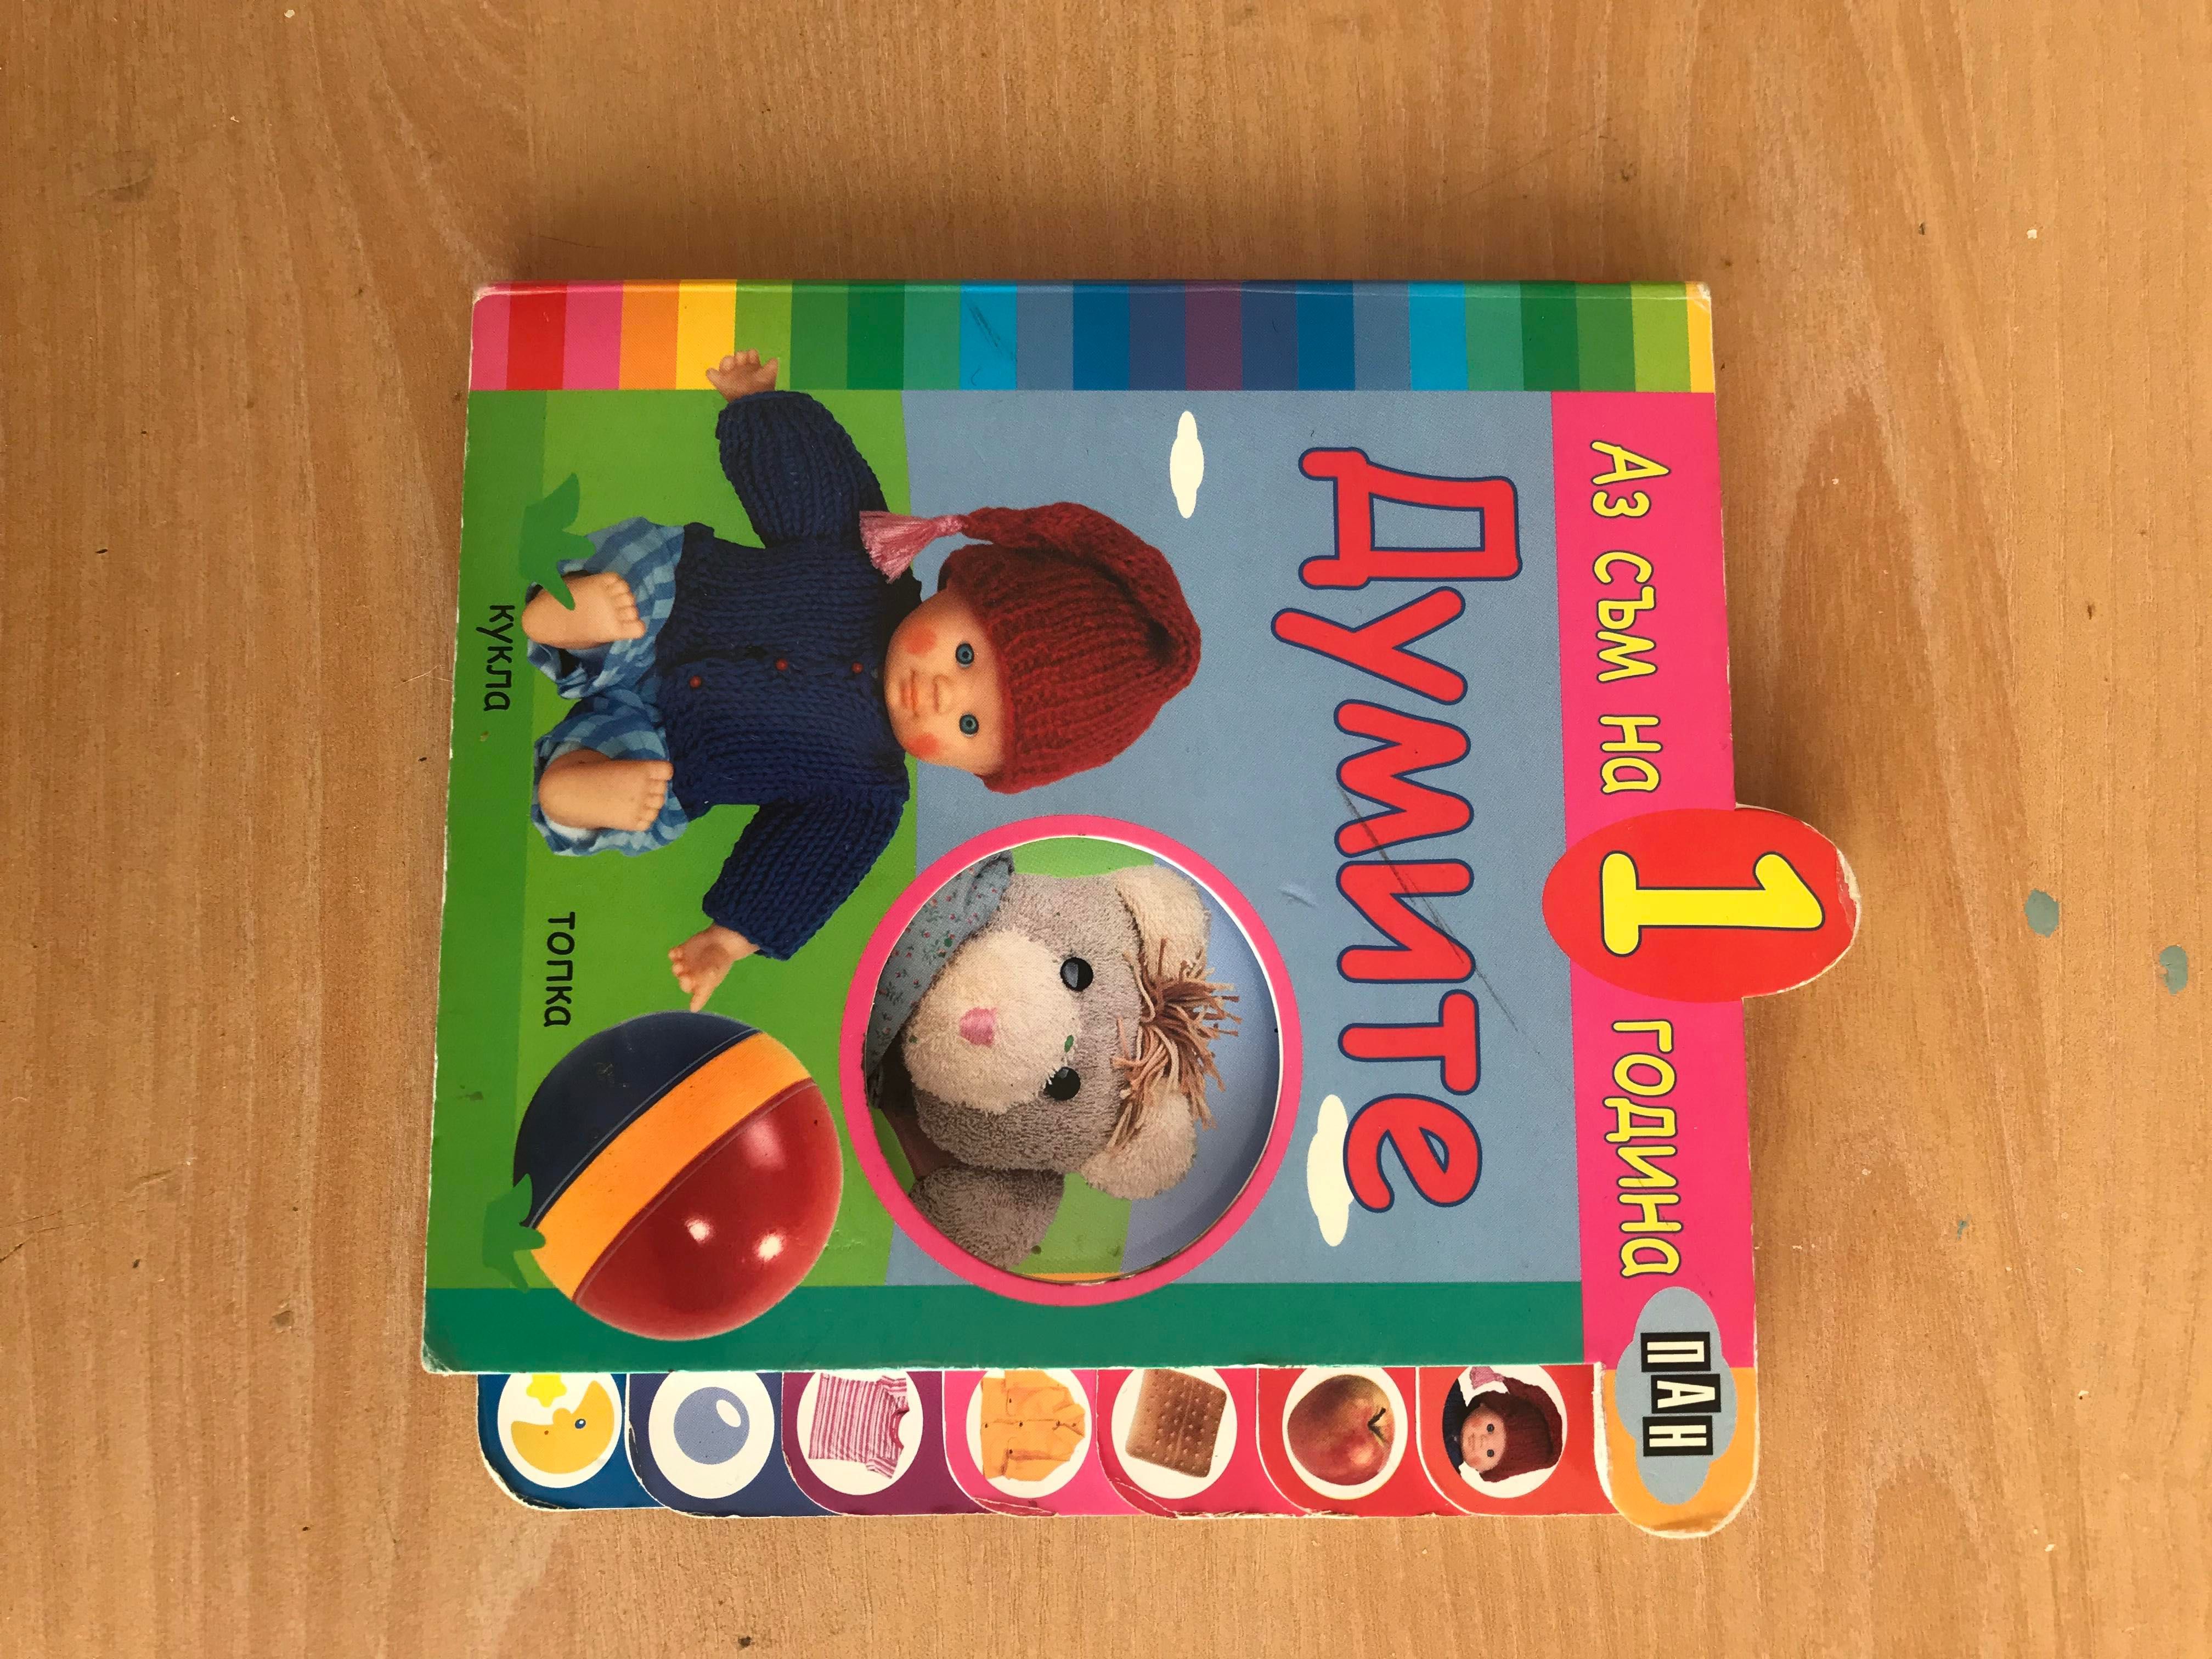 Аз съм на 1 година
ПАН
Думите
кукла
топка